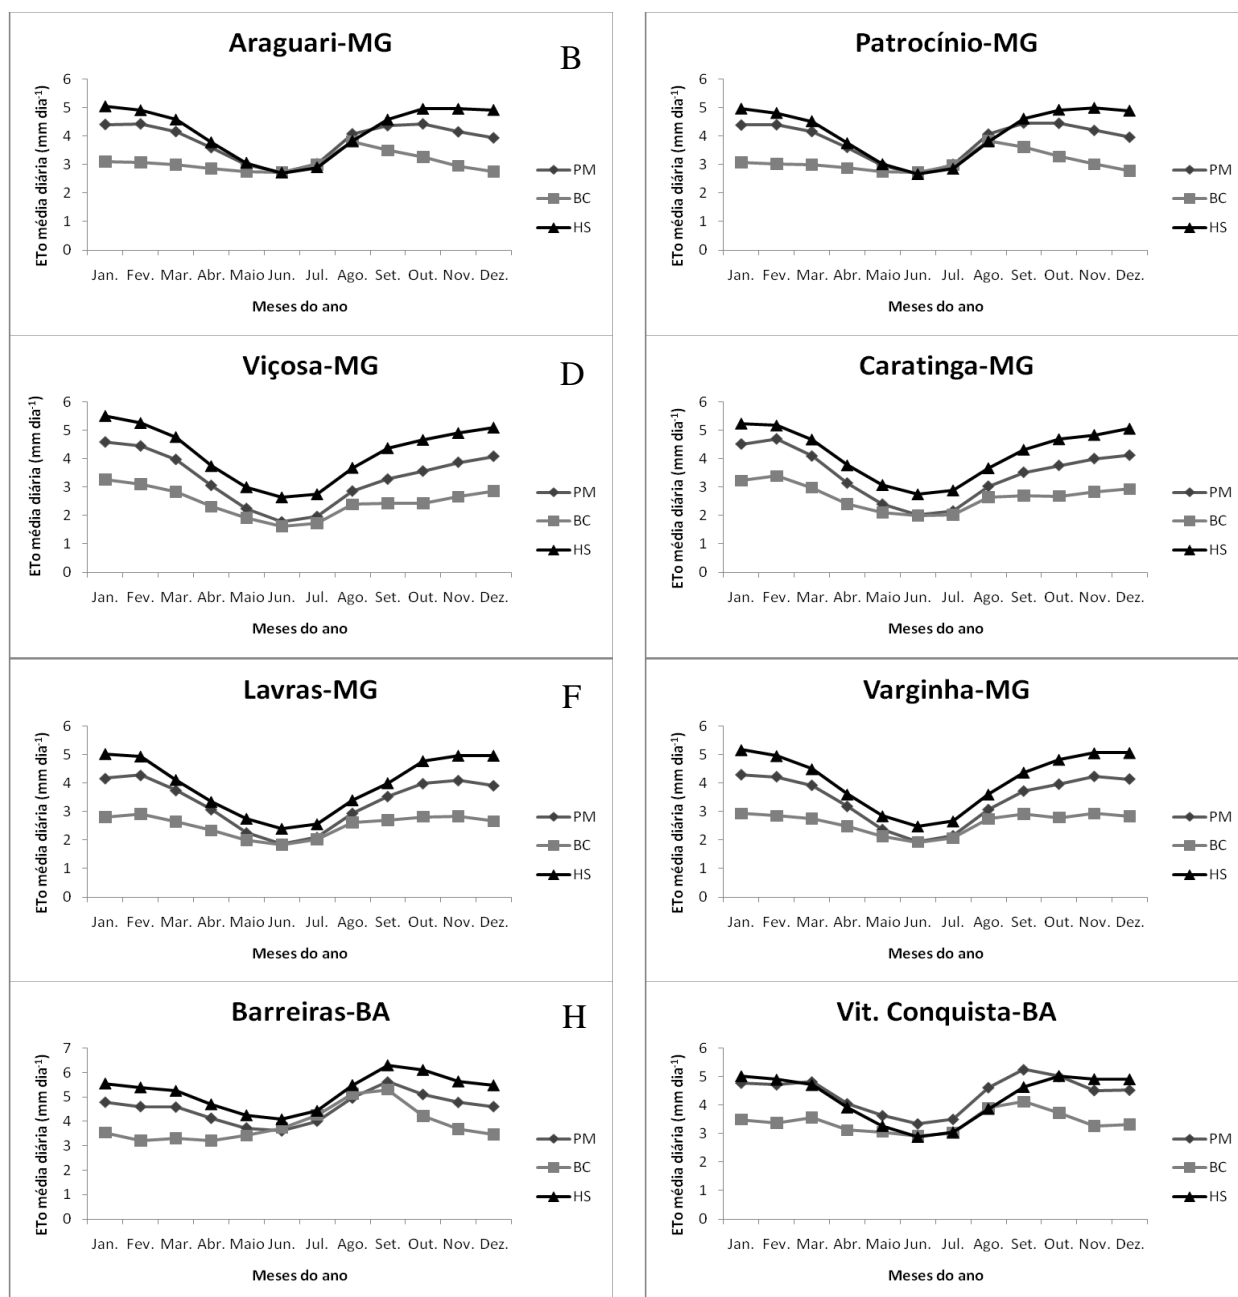 Araguari-MG
B
ETo média diária (mm dia-1)
6
5
4
3
2
1
0
PM
BC
HS
Jan. Fev. Mar. Abr. Maio Jun. Jul. Ago. Set. Out. Nov. Dez.
Meses do ano
Patrocínio-MG
ETo média diária (mm dia-1)
6
5
4
3
2
1
0
PM
BC
HS
Jan. Fev. Mar. Abr. Maio Jun. Jul. Ago. Set. Out. Nov. Dez.
Meses do ano
Viçosa-MG
D
ETo média diária (mm dia-1)
6
5
4
3
2
1
0
PM
BC
HS
Jan. Fev. Mar. Abr. Maio Jun. Jul. Ago. Set. Out. Nov. Dez.
Meses do ano
Caratinga-MG
ETo média diária (mm dia-1)
6
5
4
3
2
1
0
PM
BC
HS
Jan. Fev. Mar. Abr. Maio Jun. Jul. Ago. Set. Out. Nov. Dez.
Meses do ano
Lavras-MG
F
ETo média diária (mm dia-1)
6
5
4
3
2
1
0
PM
BC
HS
Jan. Fev. Mar. Abr. Maio Jun. Jul. Ago. Set. Out. Nov. Dez.
Meses do ano
Varginha-MG
ETo média diária (mm dia-1)
6
5
4
3
2
1
0
PM
BC
HS
Jan. Fev. Mar. Abr. Maio Jun. Jul. Ago. Set. Out. Nov. Dez.
Meses do ano
Barreiras-BA
H
ETo média diária (mm dia-1)
7
6
5
4
3
2
1
0
PM
BC
HS
Jan. Fev. Mar. Abr. Maio Jun. Jul. Ago. Set. Out. Nov. Dez.
Meses do ano
Vit. Conquista-BA
ETo média diária (mm dia-1)
6
5
4
3
2
1
0
PM
BC
HS
Jan. Fev. Mar. Abr. Maio Jun. Jul. Ago. Set. Out. Nov. Dez.
Meses do ano